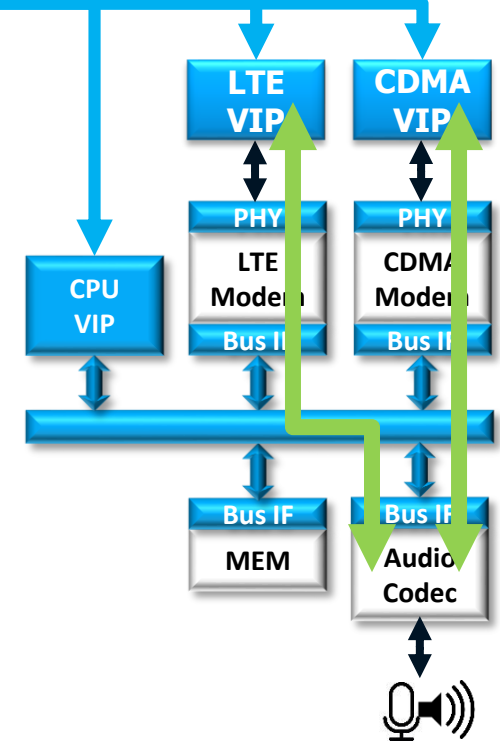 LTE
VIP
CDMA
VIP
PHY
PHY
LTE
Modem
CDMA
Modem
CPU
VIP
Bus IF
Bus IF
Bus IF
Bus IF
MEM
Audio
Codec